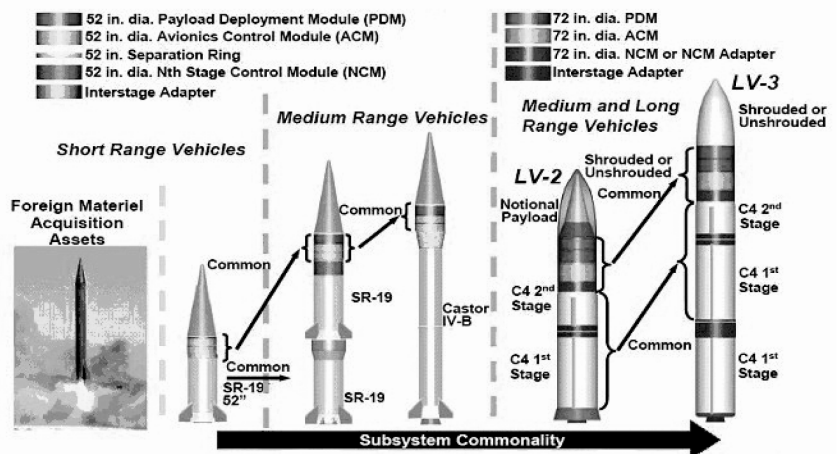 52 in. dia. Payload Deployment Module (PDM)
52 in. dia. Avionics Control Module (ACM)
52 in. Separation Ring
52 in. dia. Nth Stage Control Module (NCM)
Interstage Adapter
72 in. dia. PDM
72 in. dia. ACM
72 in. dia. NCM or NCM Adapter
Interstage Adapter
Short Range Vehicles
Medium Range Vehicles
Medium and Long
Range Vehicles
LV-3
Shrouded or
Unshrouded
Foreign Materiel
Acquisition
Assets
Common
Common
SR-19
52”
SR-19
SR-19
Common
Castor
IV-B
LV-2
Notional
Payload
Shrouded or
Unshrouded
Common
C4 2nd
Stage
C4 1st
Stage
Common
C4 2nd
Stage
C4 1st
Stage
C4 1st
Stage
Subsystem Commonality